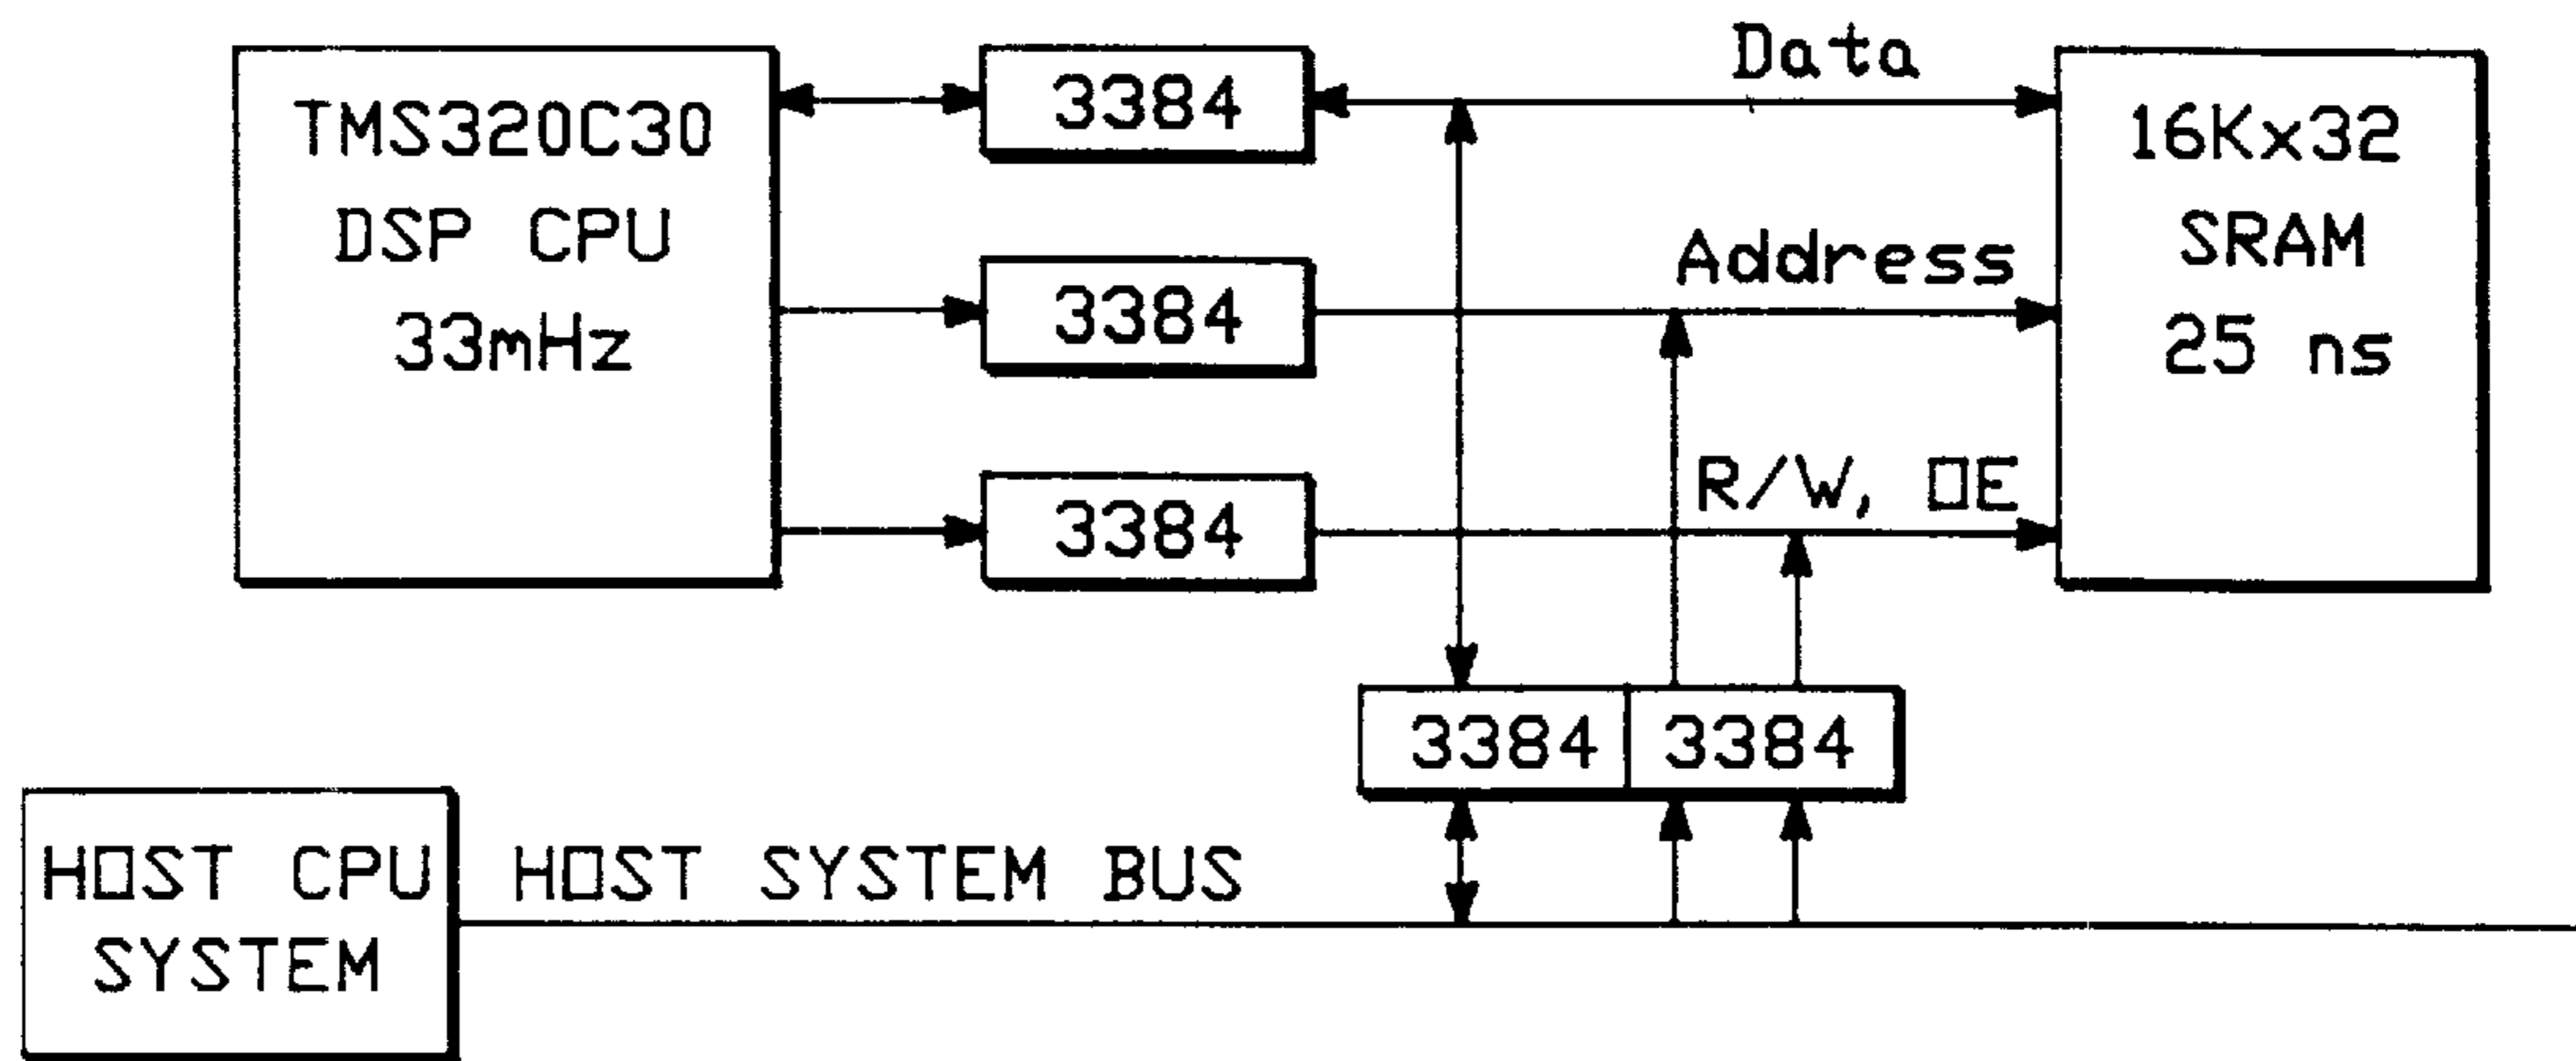 TMS320C30
DSP CPU
33mHz
3384
3384
3384
Data
Address
R/W, OE
16Kx32
SRAM
25 ns
3384
3384
HOST CPU
SYSTEM
HOST SYSTEM BUS